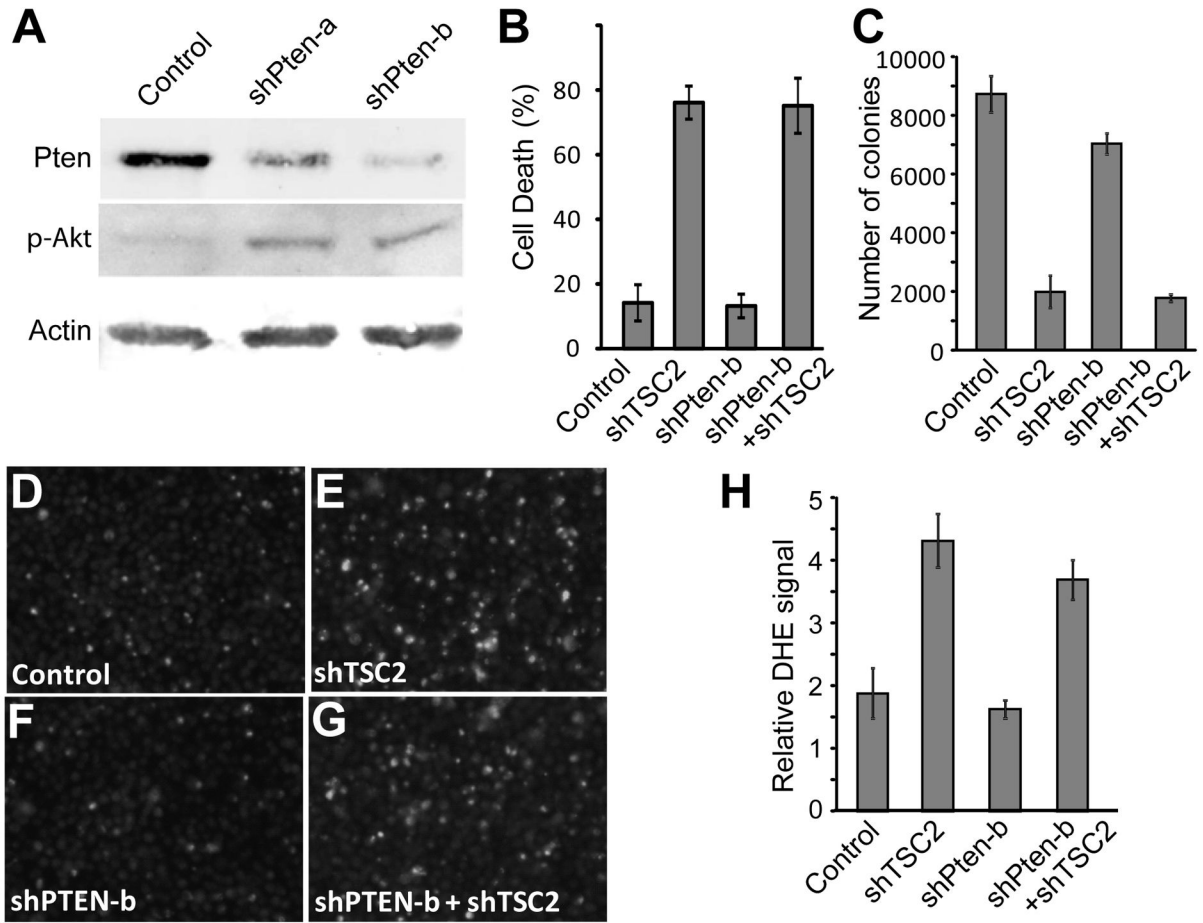 A
Control
shPten-a
shPten-b
Pten
p-Akt
Actin
B
Cell Death (%)
80
60
40
20
0
Control
shTSC2
shPten-b
shPten-b
+shTSC2
C
Number of colonies
10000
8000
6000
4000
2000
0
Control
shTSC2
shPten-b
shPten-b
+shTSC2
D
Control
E
shTSC2
F
shPTEN-b
G
shPTEN-b + shTSC2
H
Relative DHE signal
5
4
3
2
1
0
Control
shTSC2
shPten-b
shPten-b
+shTSC2